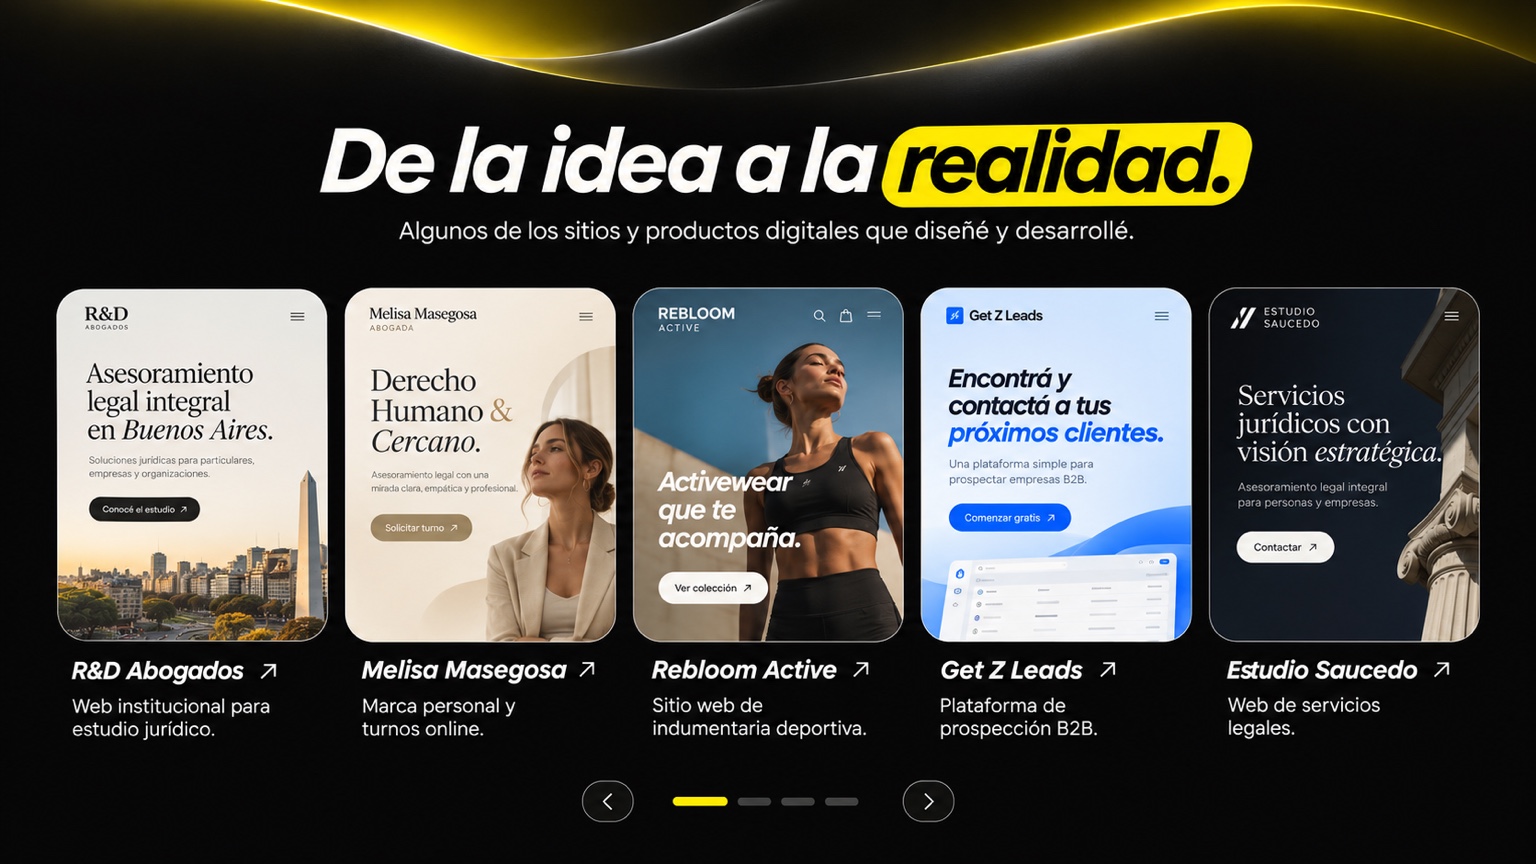 De la idea a la realidad.
Algunos de los sitios y productos digitales que diseñé y desarrollé.
R&D
ABOGADOS
Asesoramiento
legal integral
en Buenos Aires.
Soluciones jurídicas para particulares,
empresas y organizaciones.
Conocé el estudio ↗
Melisa Masegosa
ABOGADA
Derecho
Humano &
Cercano.
Asesoramiento legal con una
mirada clara, empática y profesional.
Solicitar turno ↗
REBLOOM
ACTIVE
Activewear
que te
acompaña.
Ver colección ↗
Get Z Leads
Encontrá y
contactá a tus
próximos clientes.
Una plataforma simple para
prospectar empresas B2B.
Comenzar gratis ↗
ESTUDIO
SAUCEDO
Servicios
jurídicos con
visión estratégica.
Asesoramiento legal integral
para personas y empresas.
Contactar ↗
R&D Abogados ↗
Web institucional para
estudio jurídico.
Melisa Masegosa ↗
Marca personal y
turnos online.
Rebloom Active ↗
Sitio web de
indumentaria deportiva.
Get Z Leads ↗
Plataforma de
prospección B2B.
Estudio Saucedo ↗
Web de servicios
legales.